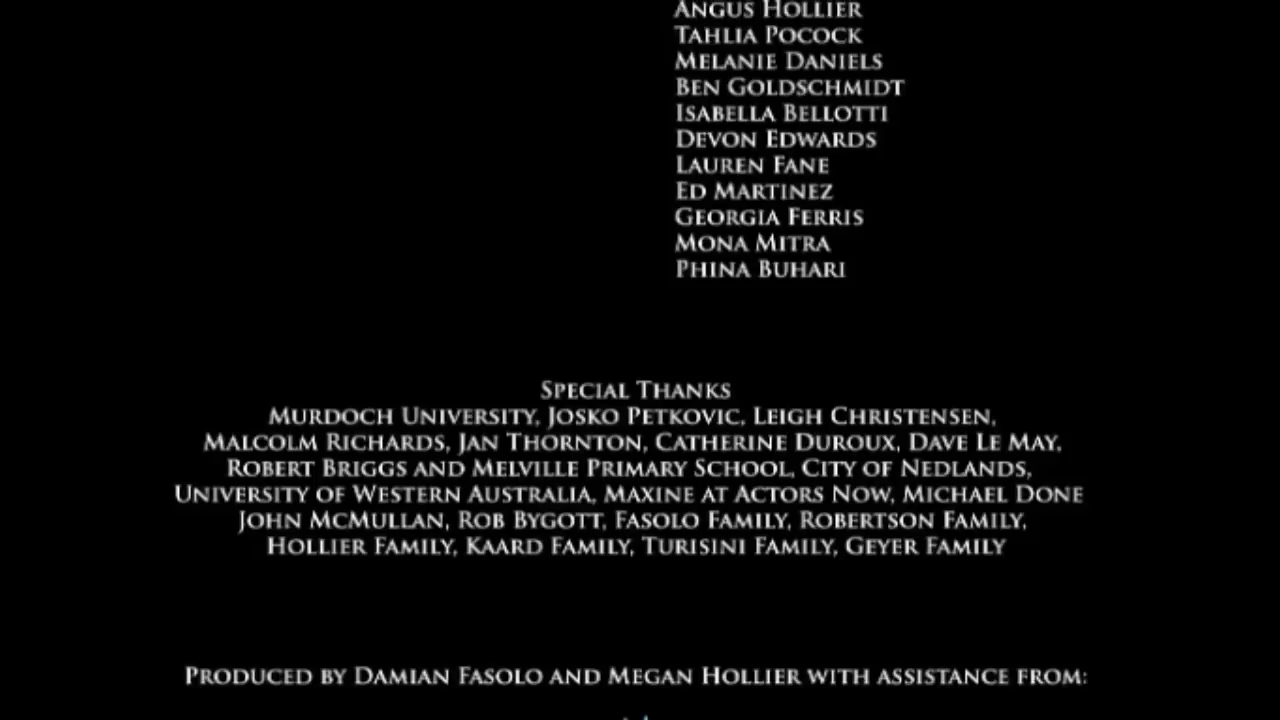 ANGUS HOLLIER
TAHLIA POCOCK
MELANIE DANIELS
BEN GOLDSCHMIDT
ISABELLA BELLOTTI
DEVON EDWARDS
LAUREN FANE
ED MARTINEZ
GEORGIA FERRIS
MONA MITRA
PHINA BUHARI
SPECIAL THANKS
MURDOCH UNIVERSITY, JOSKO PETKOVIC, LEIGH CHRISTENSEN,
MALCOLM RICHARDS, JAN THORNTON, CATHERINE DUROUX, DAVE LE MAY,
ROBERT BRIGGS AND MELVILLE PRIMARY SCHOOL, CITY OF NEDLANDS,
UNIVERSITY OF WESTERN AUSTRALIA, MAXINE AT ACTORS NOW, MICHAEL DONE
JOHN MCMULLAN, ROB BYGOTT, FASOLO FAMILY, ROBERTSON FAMILY,
HOLLIER FAMILY, KAARD FAMILY, TURISINI FAMILY, GEYER FAMILY
PRODUCED BY DAMIAN FASOLO AND MEGAN HOLLIER WITH ASSISTANCE FROM: